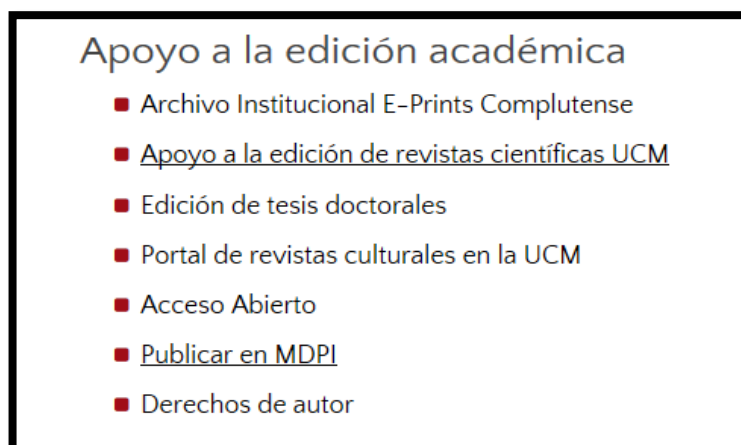 Apoyo a la edición académica
Archivo Institucional E-Prints Complutense
Apoyo a la edición de revistas científicas UCM
Edición de tesis doctorales
Portal de revistas culturales en la UCM
Acceso Abierto
Publicar en MDPI
Derechos de autor